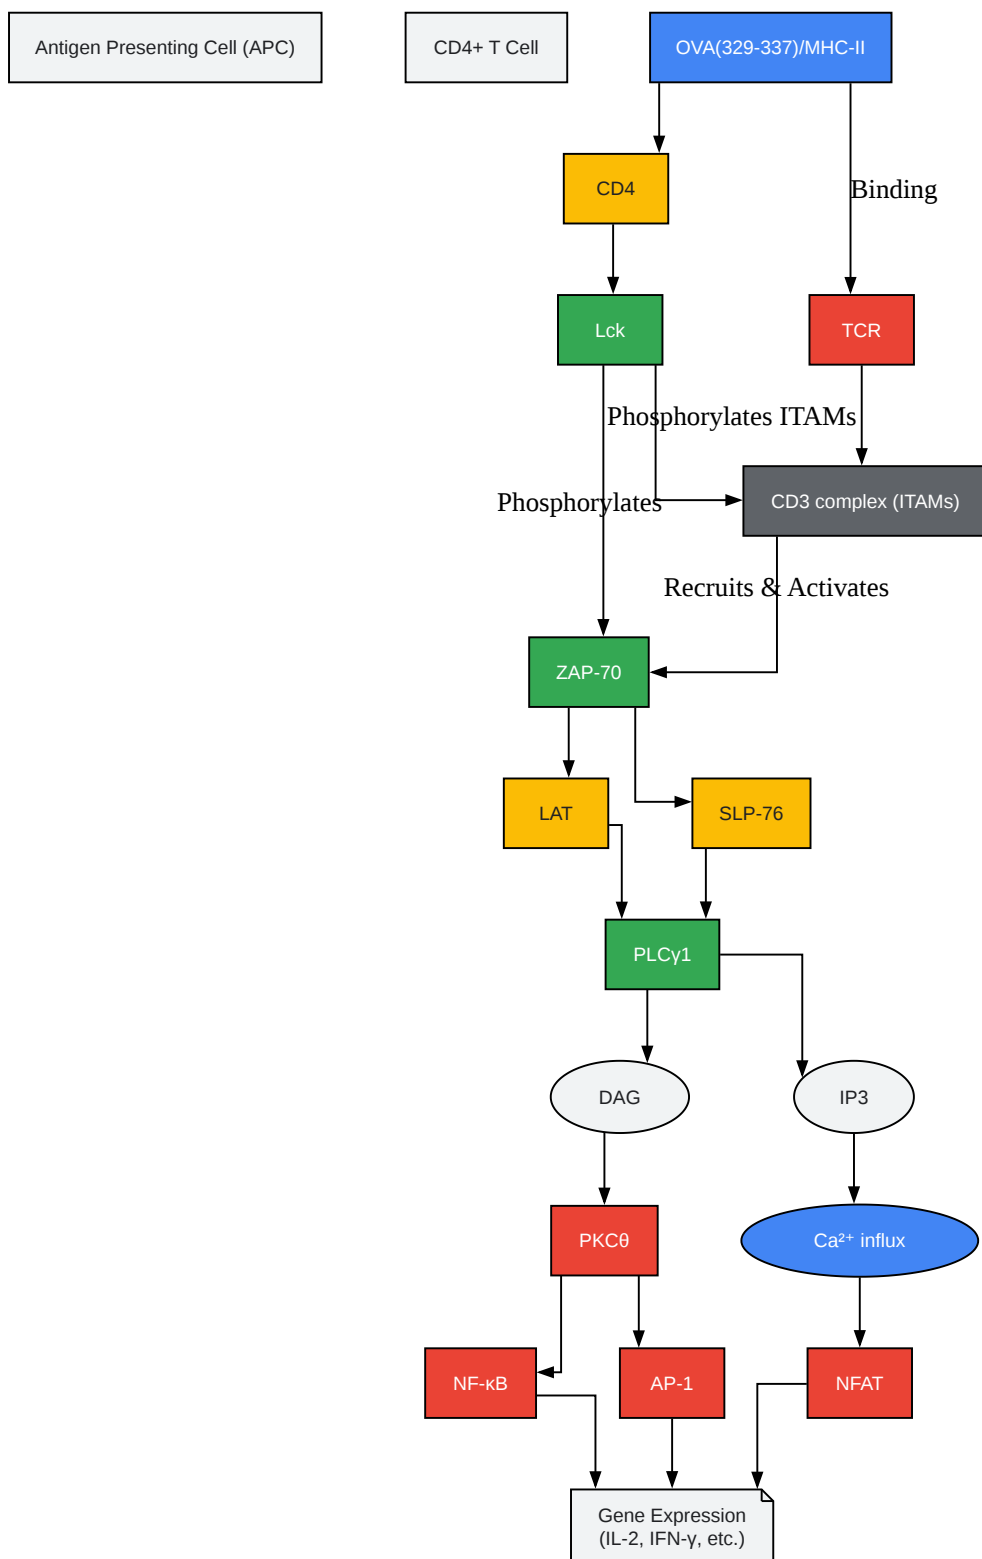 Antigen Presenting Cell (APC)
CD4+ T Cell
OVA(329-337)/MHC-II
CD4
Binding
Lck
TCR
Phosphorylates ITAMs
Phosphorylates
CD3 complex (ITAMs)
Recruits & Activates
ZAP-70
LAT
SLP-76
PLCγ1
DAG
IP3
PKCθ
Ca²⁺ influx
NF-κB
AP-1
NFAT
Gene Expression
(IL-2, IFN-γ, etc.)